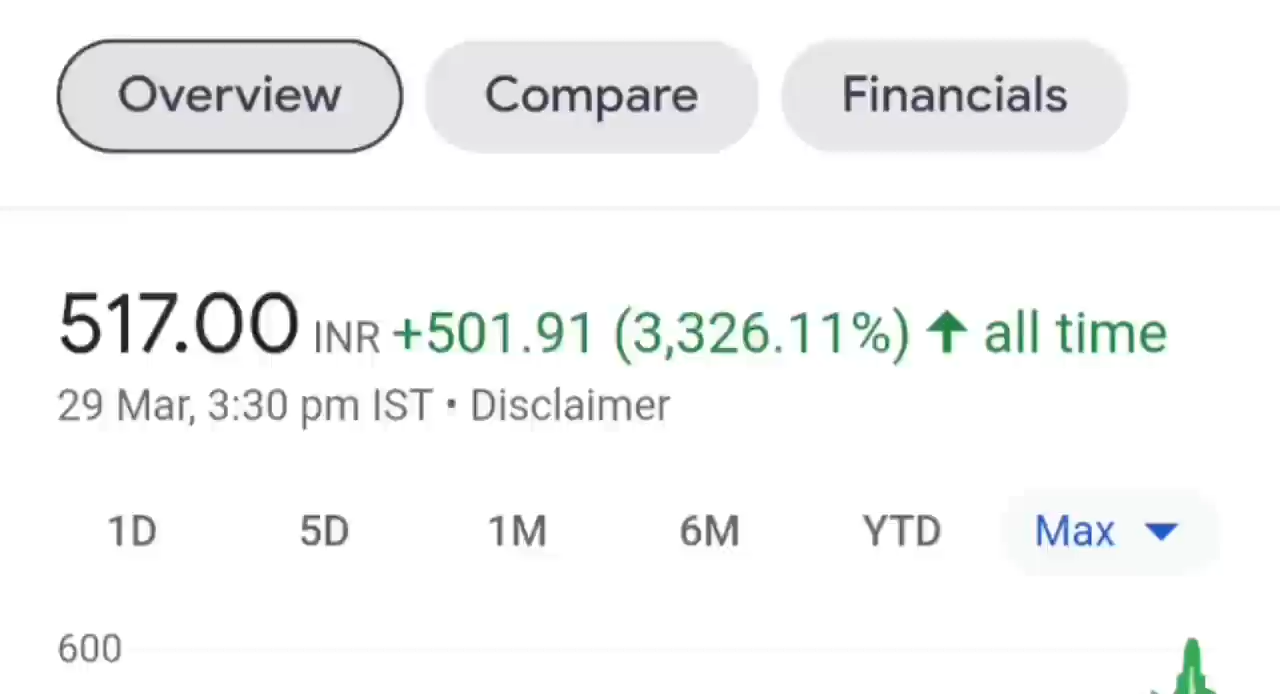 Overview Compare Financials
517.00 INR +501.91 (3,326.11%) ↑ all time
29 Mar, 3:30 pm IST • Disclaimer
1D 5D 1M 6M YTD Max
600